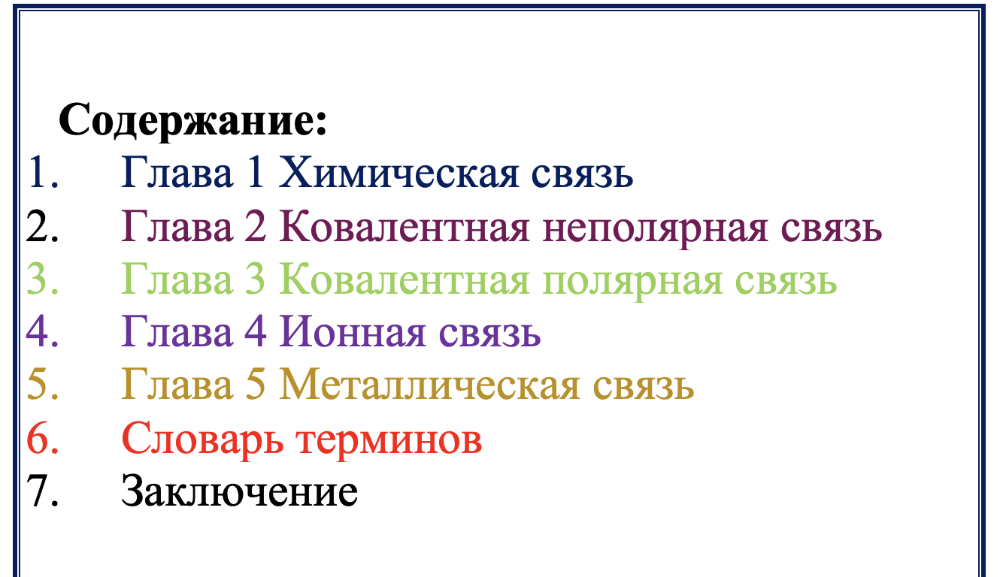 Содержание:
1. Глава 1 Химическая связь
2. Глава 2 Ковалентная неполярная связь
3. Глава 3 Ковалентная полярная связь
4. Глава 4 Ионная связь
5. Глава 5 Металлическая связь
6. Словарь терминов
7. Заключение